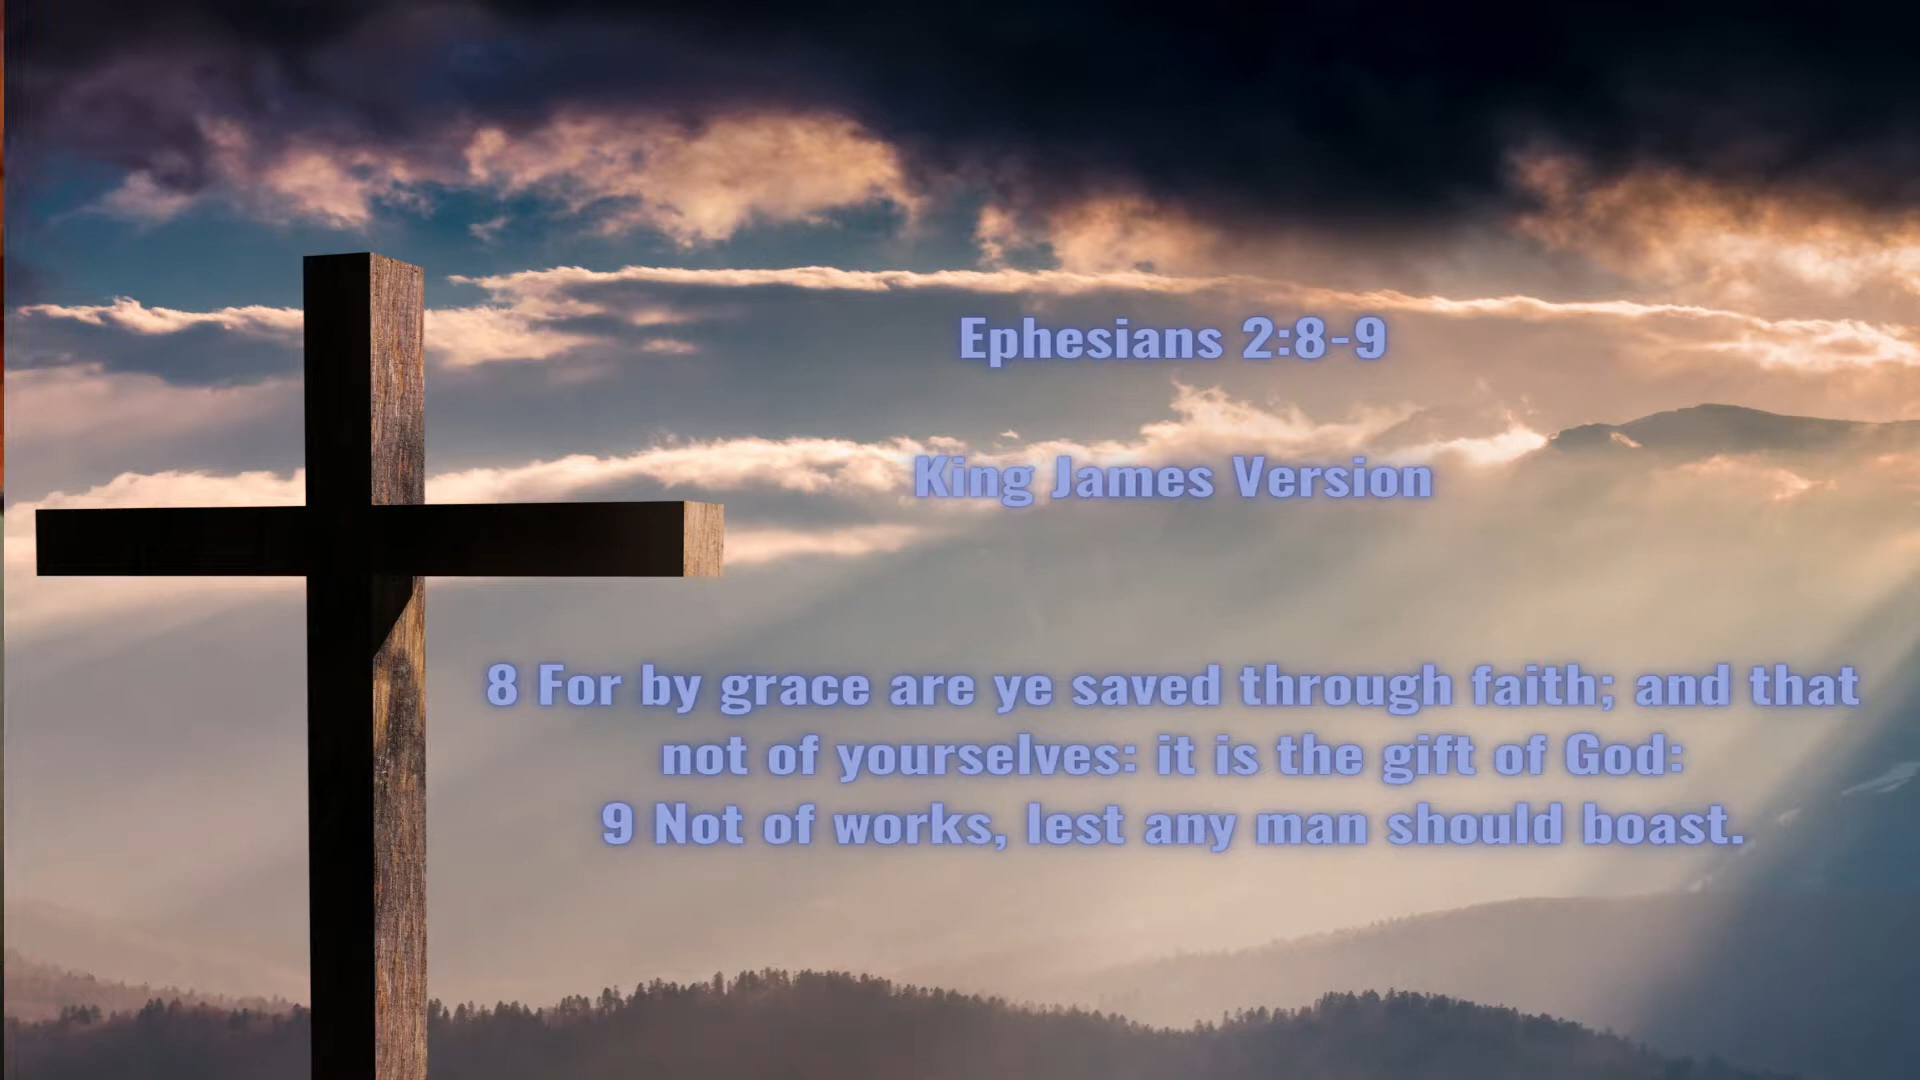 Ephesians 2:8-9
King James Version
8 For by grace are ye saved through faith; and that
not of yourselves: it is the gift of God:
9 Not of works, lest any man should boast.